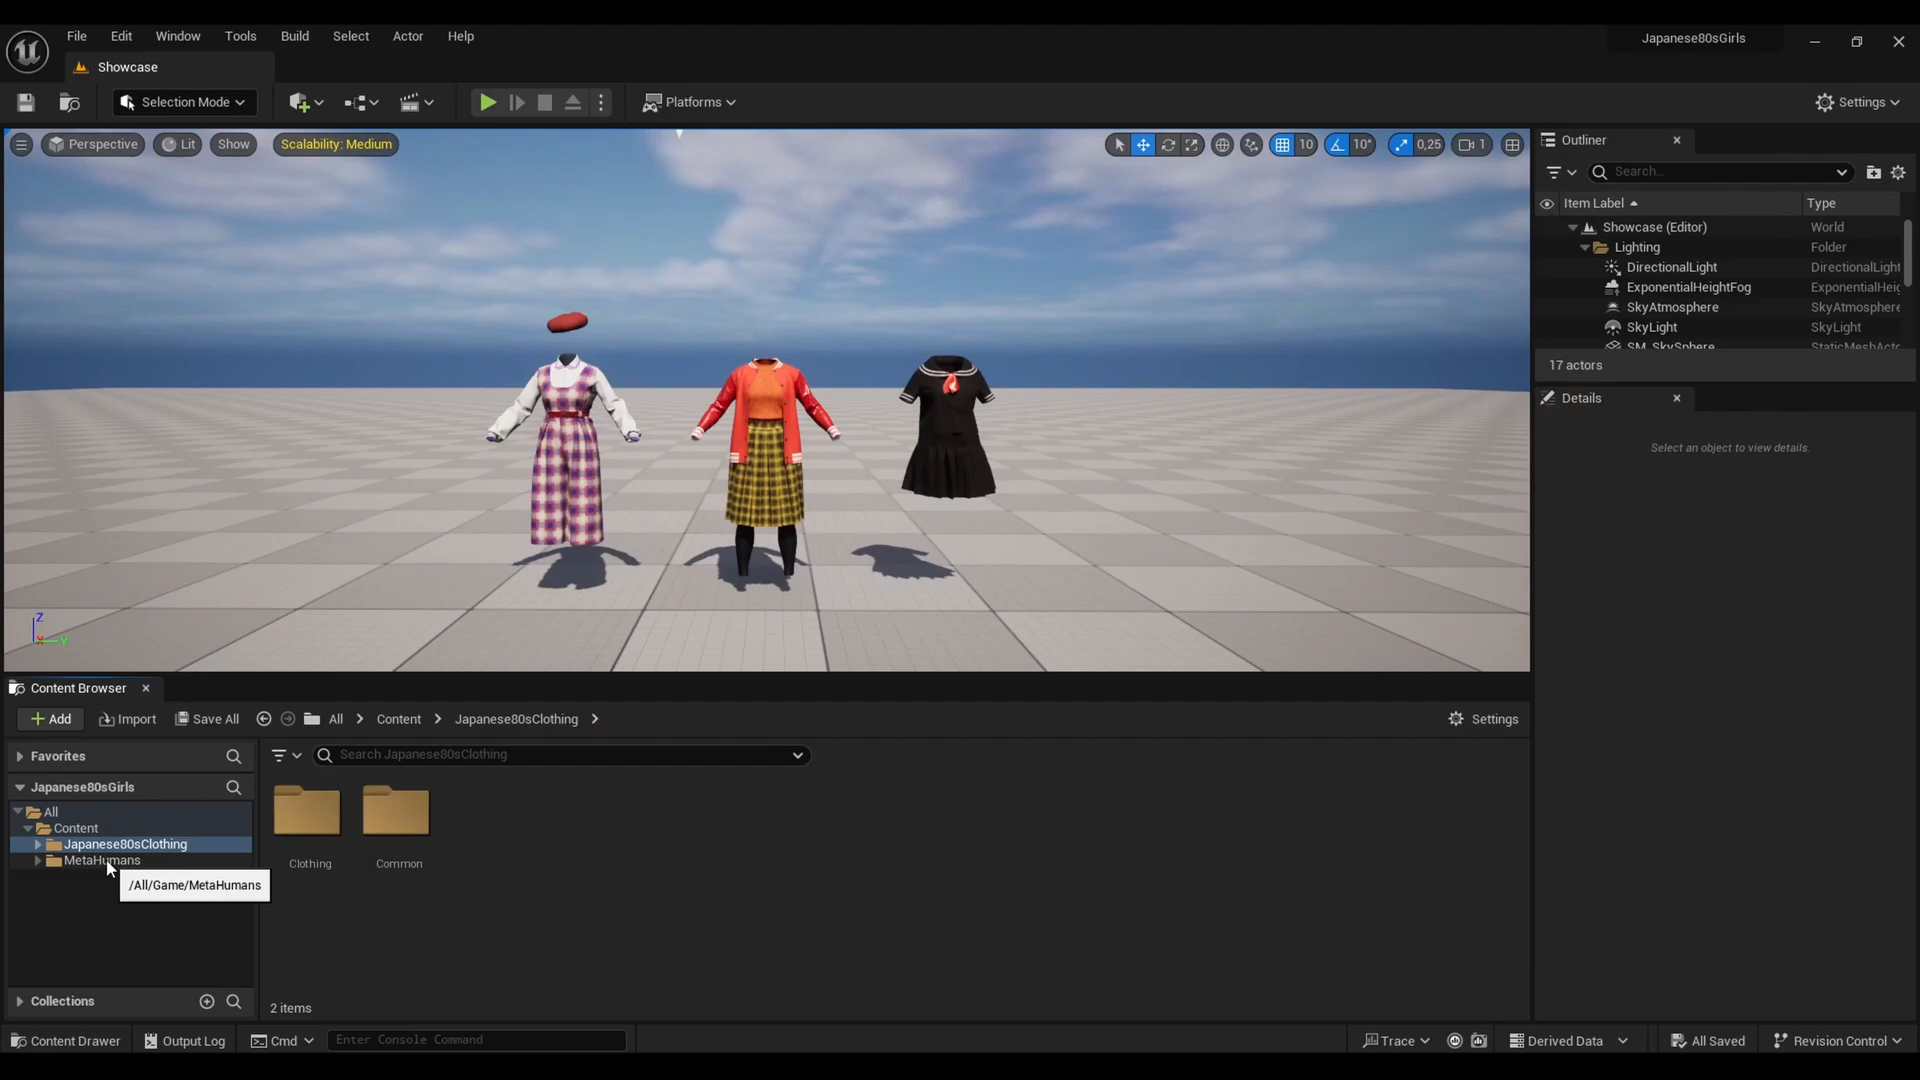 File Edit Window Tools Build Select Actor Help
Japanese80sGirls
Showcase
Selection Mode
Platforms
Settings
Perspective Lit Show Scalability: Medium
10 10° 0,25 1
Outliner
Search...
Item Label Type
Showcase (Editor) World
Lighting Folder
DirectionalLight DirectionalLight
ExponentialHeightFog ExponentialHeig
SkyAtmosphere SkyAtmosphere
SkyLight SkyLight
SM_SkySphere StaticMeshActo
17 actors
Details
Select an object to view details.
Z
X Y
Content Browser
Add Import Save All All Content Japanese80sClothing Settings
Favorites
Search Japanese80sClothing
Japanese80sGirls
All
Content
Japanese80sClothing
MetaHumans
/All/Game/MetaHumans
Clothing Common
Collections
2 items
Content Drawer Output Log Cmd Enter Console Command Trace Derived Data All Saved Revision Control